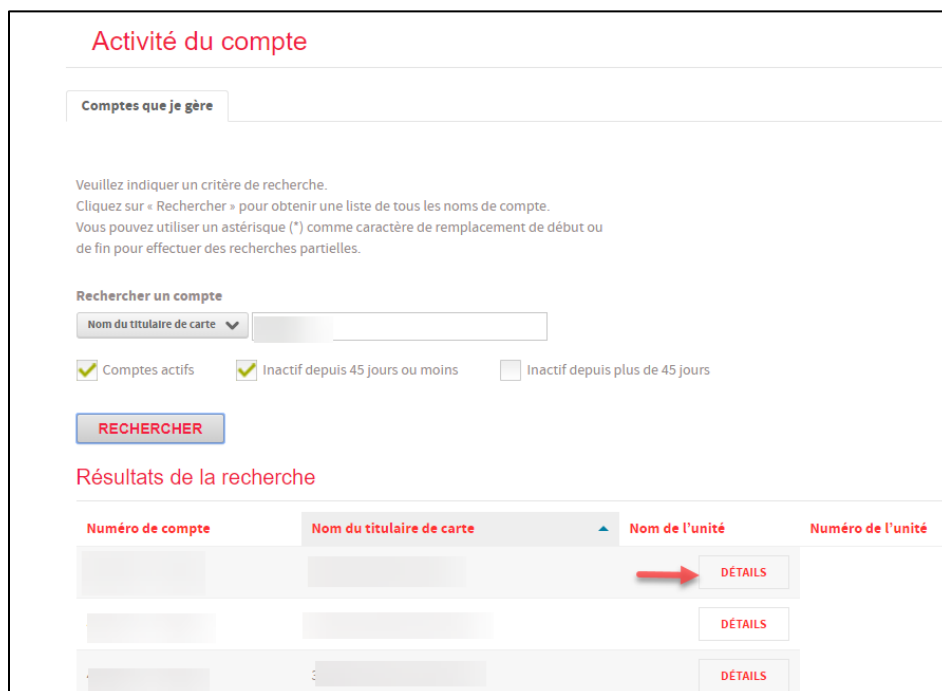 Activité du compte
Comptes que je gère
Veuillez indiquer un critère de recherche.
Cliquez sur « Rechercher » pour obtenir une liste de tous les noms de compte.
Vous pouvez utiliser un astérisque (*) comme caractère de remplacement de début ou
de fin pour effectuer des recherches partielles.
Rechercher un compte
Nom du titulaire de carte
Comptes actifs Inactif depuis 45 jours ou moins Inactif depuis plus de 45 jours
RECHERCHER
Résultats de la recherche
Numéro de compte Nom du titulaire de carte Nom de l'unité Numéro de l'unité
DÉTAILS
DÉTAILS
DÉTAILS